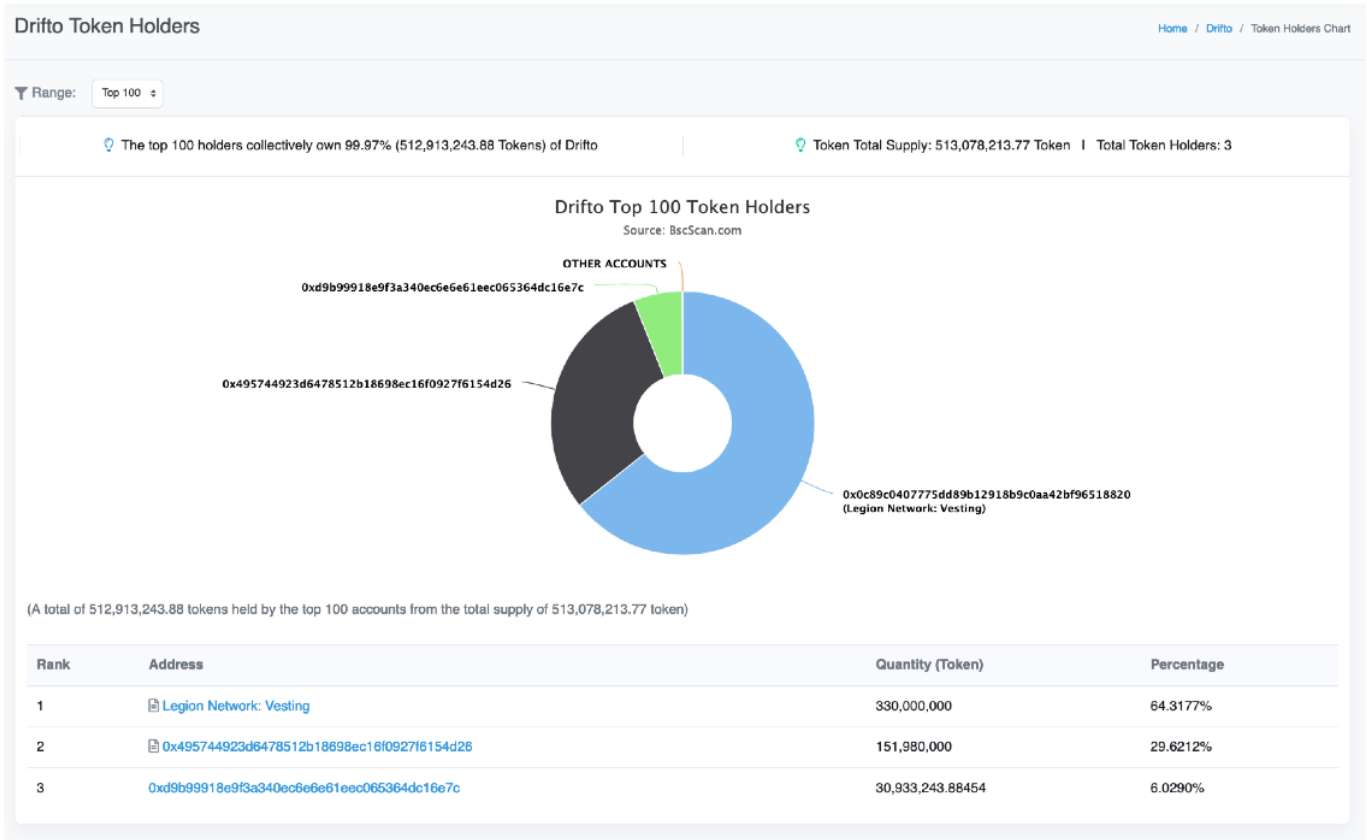 Drifto Token Holders
Home / Drifto / Token Holders Chart
Range: Top 100
The top 100 holders collectively own 99.97% (512,913,243.88 Tokens) of Drifto
Token Total Supply: 513,078,213.77 Token | Total Token Holders: 3
Drifto Top 100 Token Holders
Source: BscScan.com
OTHER ACCOUNTS
0xd9b99918e9f3a340ec6e6e61eec065364dc16e7c
0x495744923d6478512b18698ec16f0927f6154d26
0x0c89c0407775dd89b12918b9c0aa42bf96518820
(Legion Network: Vesting)
(A total of 512,913,243.88 tokens held by the top 100 accounts from the total supply of 513,078,213.77 token)
Rank Address Quantity (Token) Percentage
1 Legion Network: Vesting 330,000,000 64.3177%
2 0x495744923d6478512b18698ec16f0927f6154d26 151,980,000 29.6212%
3 0xd9b99918e9f3a340ec6e6e61eec065364dc16e7c 30,933,243.88454 6.0290%